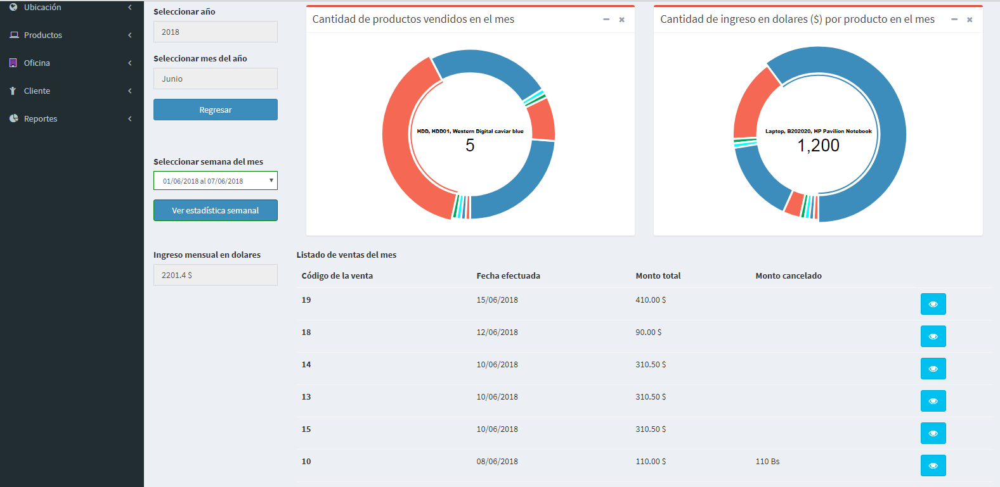 Ubicación
Productos
Oficina
Cliente
Reportes
Seleccionar año
2018
Seleccionar mes del año
Junio
Regresar
Seleccionar semana del mes
01/06/2018 al 07/06/2018
Ver estadística semanal
Ingreso mensual en dolares
2201.4 $
Cantidad de productos vendidos en el mes
HDD, HDD01, Western Digital caviar blue
5
Cantidad de ingreso en dolares ($) por producto en el mes
Laptop, B202020, HP Pavilion Notebook
1,200
Listado de ventas del mes
Código de la venta Fecha efectuada Monto total Monto cancelado
19 15/06/2018 410.00 $
18 12/06/2018 90.00 $
14 10/06/2018 310.50 $
13 10/06/2018 310.50 $
15 10/06/2018 310.50 $
10 08/06/2018 110.00 $ 110 Bs